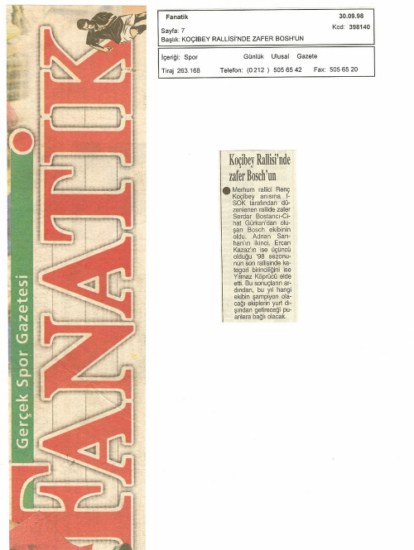 Fanatik 30.09.98
Sayfa: 7 Kod: 398140
Başlık: KOÇİBEY RALLİSİ'NDE ZAFER BOSH'UN
İçeriği: Spor Günlük Ulusal Gazete
Tiraj 263.168 Telefon: (0212) 505 65 42 Fax: 505 65 20
Gerçek Spor Gazetesi
FANATİK
Koçibey Rallisi'nde
zafer Bosch'un
Merhum rallici Renç
Koçibey anısına, İ-
SOK tarafından dü-
zenlenen rallide zafer
Serdar Bostancı-Ci-
hat Gürkan'dan olu-
şan Bosch ekibinin
oldu. Adnan Sarı-
han'ın ikinci, Ercan
Kazaz'ın ise üçüncü
olduğu '98 sezonu-
nun son rallisinde ka-
tegori birinciliğini ise
Yılmaz Köprücü elde
etti. Bu sonuçların ar-
dından, bu yıl hangi
ekibin şampiyon ola-
cağı ekiplerin yurt dı-
şından getireceği pu-
anlara bağlı olacak.